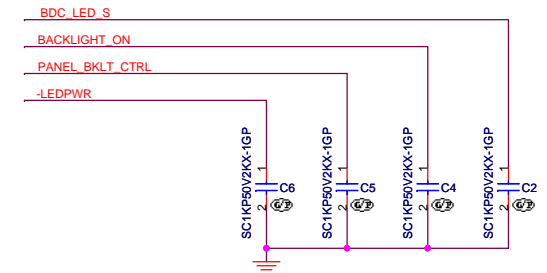 BDC_LED_S
BACKLIGHT_ON
PANEL_BKLT_CTRL
-LEDPWR
SC1KP50V2KX-1GP
1
2
C6
G/P
SC1KP50V2KX-1GP
1
2
C5
G/P
SC1KP50V2KX-1GP
1
2
C4
G/P
SC1KP50V2KX-1GP
1
2
C2
G/P